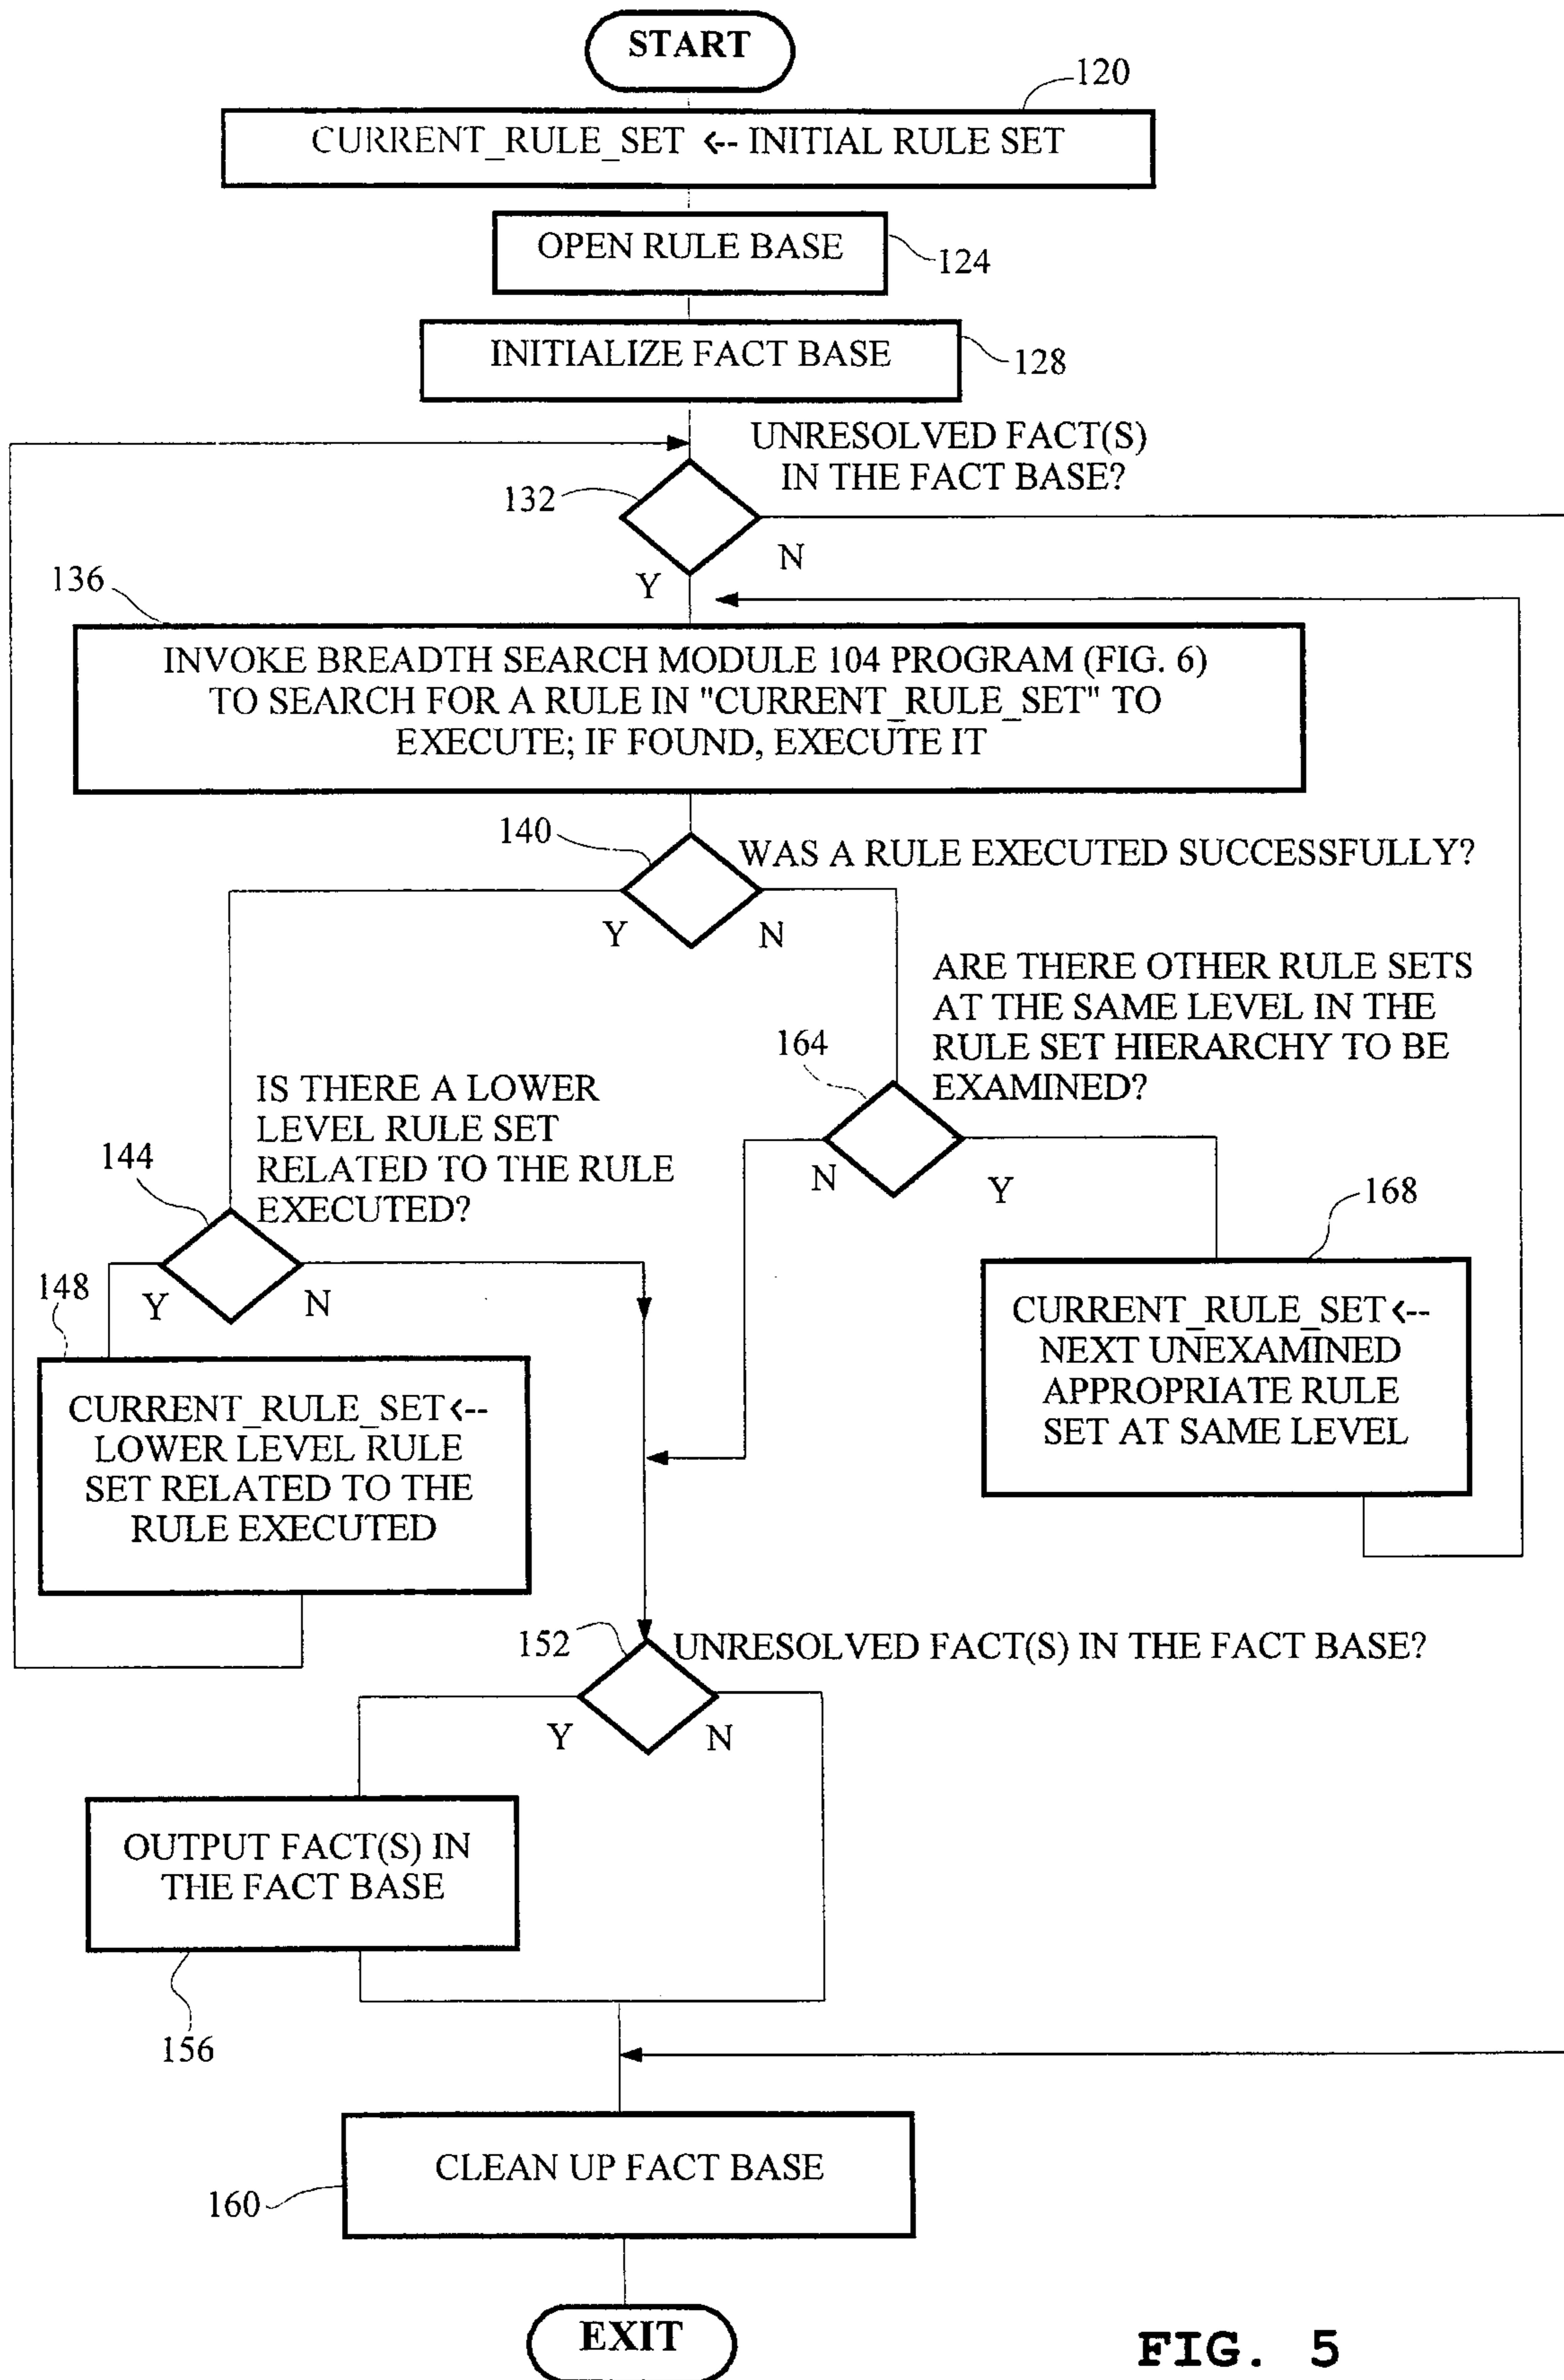 START
120
CURRENT_RULE_SET <-- INITIAL RULE SET
OPEN RULE BASE
124
INITIALIZE FACT BASE
128
UNRESOLVED FACT(S)
IN THE FACT BASE?
132
N
Y
136
INVOKE BREADTH SEARCH MODULE 104 PROGRAM (FIG. 6)
TO SEARCH FOR A RULE IN "CURRENT_RULE_SET" TO
EXECUTE; IF FOUND, EXECUTE IT
140
WAS A RULE EXECUTED SUCCESSFULLY?
Y
N
ARE THERE OTHER RULE SETS
AT THE SAME LEVEL IN THE
RULE SET HIERARCHY TO BE
EXAMINED?
164
N
Y
IS THERE A LOWER
LEVEL RULE SET
RELATED TO THE RULE
EXECUTED?
144
Y
N
168
CURRENT_RULE_SET<--
NEXT UNEXAMINED
APPROPRIATE RULE
SET AT SAME LEVEL
148
CURRENT_RULE_SET<--
LOWER LEVEL RULE
SET RELATED TO THE
RULE EXECUTED
152
UNRESOLVED FACT(S) IN THE FACT BASE?
Y
N
OUTPUT FACT(S) IN
THE FACT BASE
156
CLEAN UP FACT BASE
160
EXIT
FIG. 5